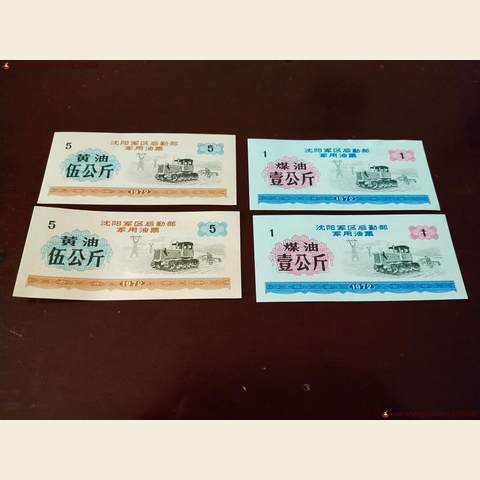 5
沈阳军区后勤部
军用油票
5
黄油
伍公斤
1972
1
沈阳军区后勤部
军用油票
1
煤油
壹公斤
1972
5
沈阳军区后勤部
军用油票
5
黄油
伍公斤
1972
1
沈阳军区后勤部
军用油票
1
煤油
壹公斤
1972